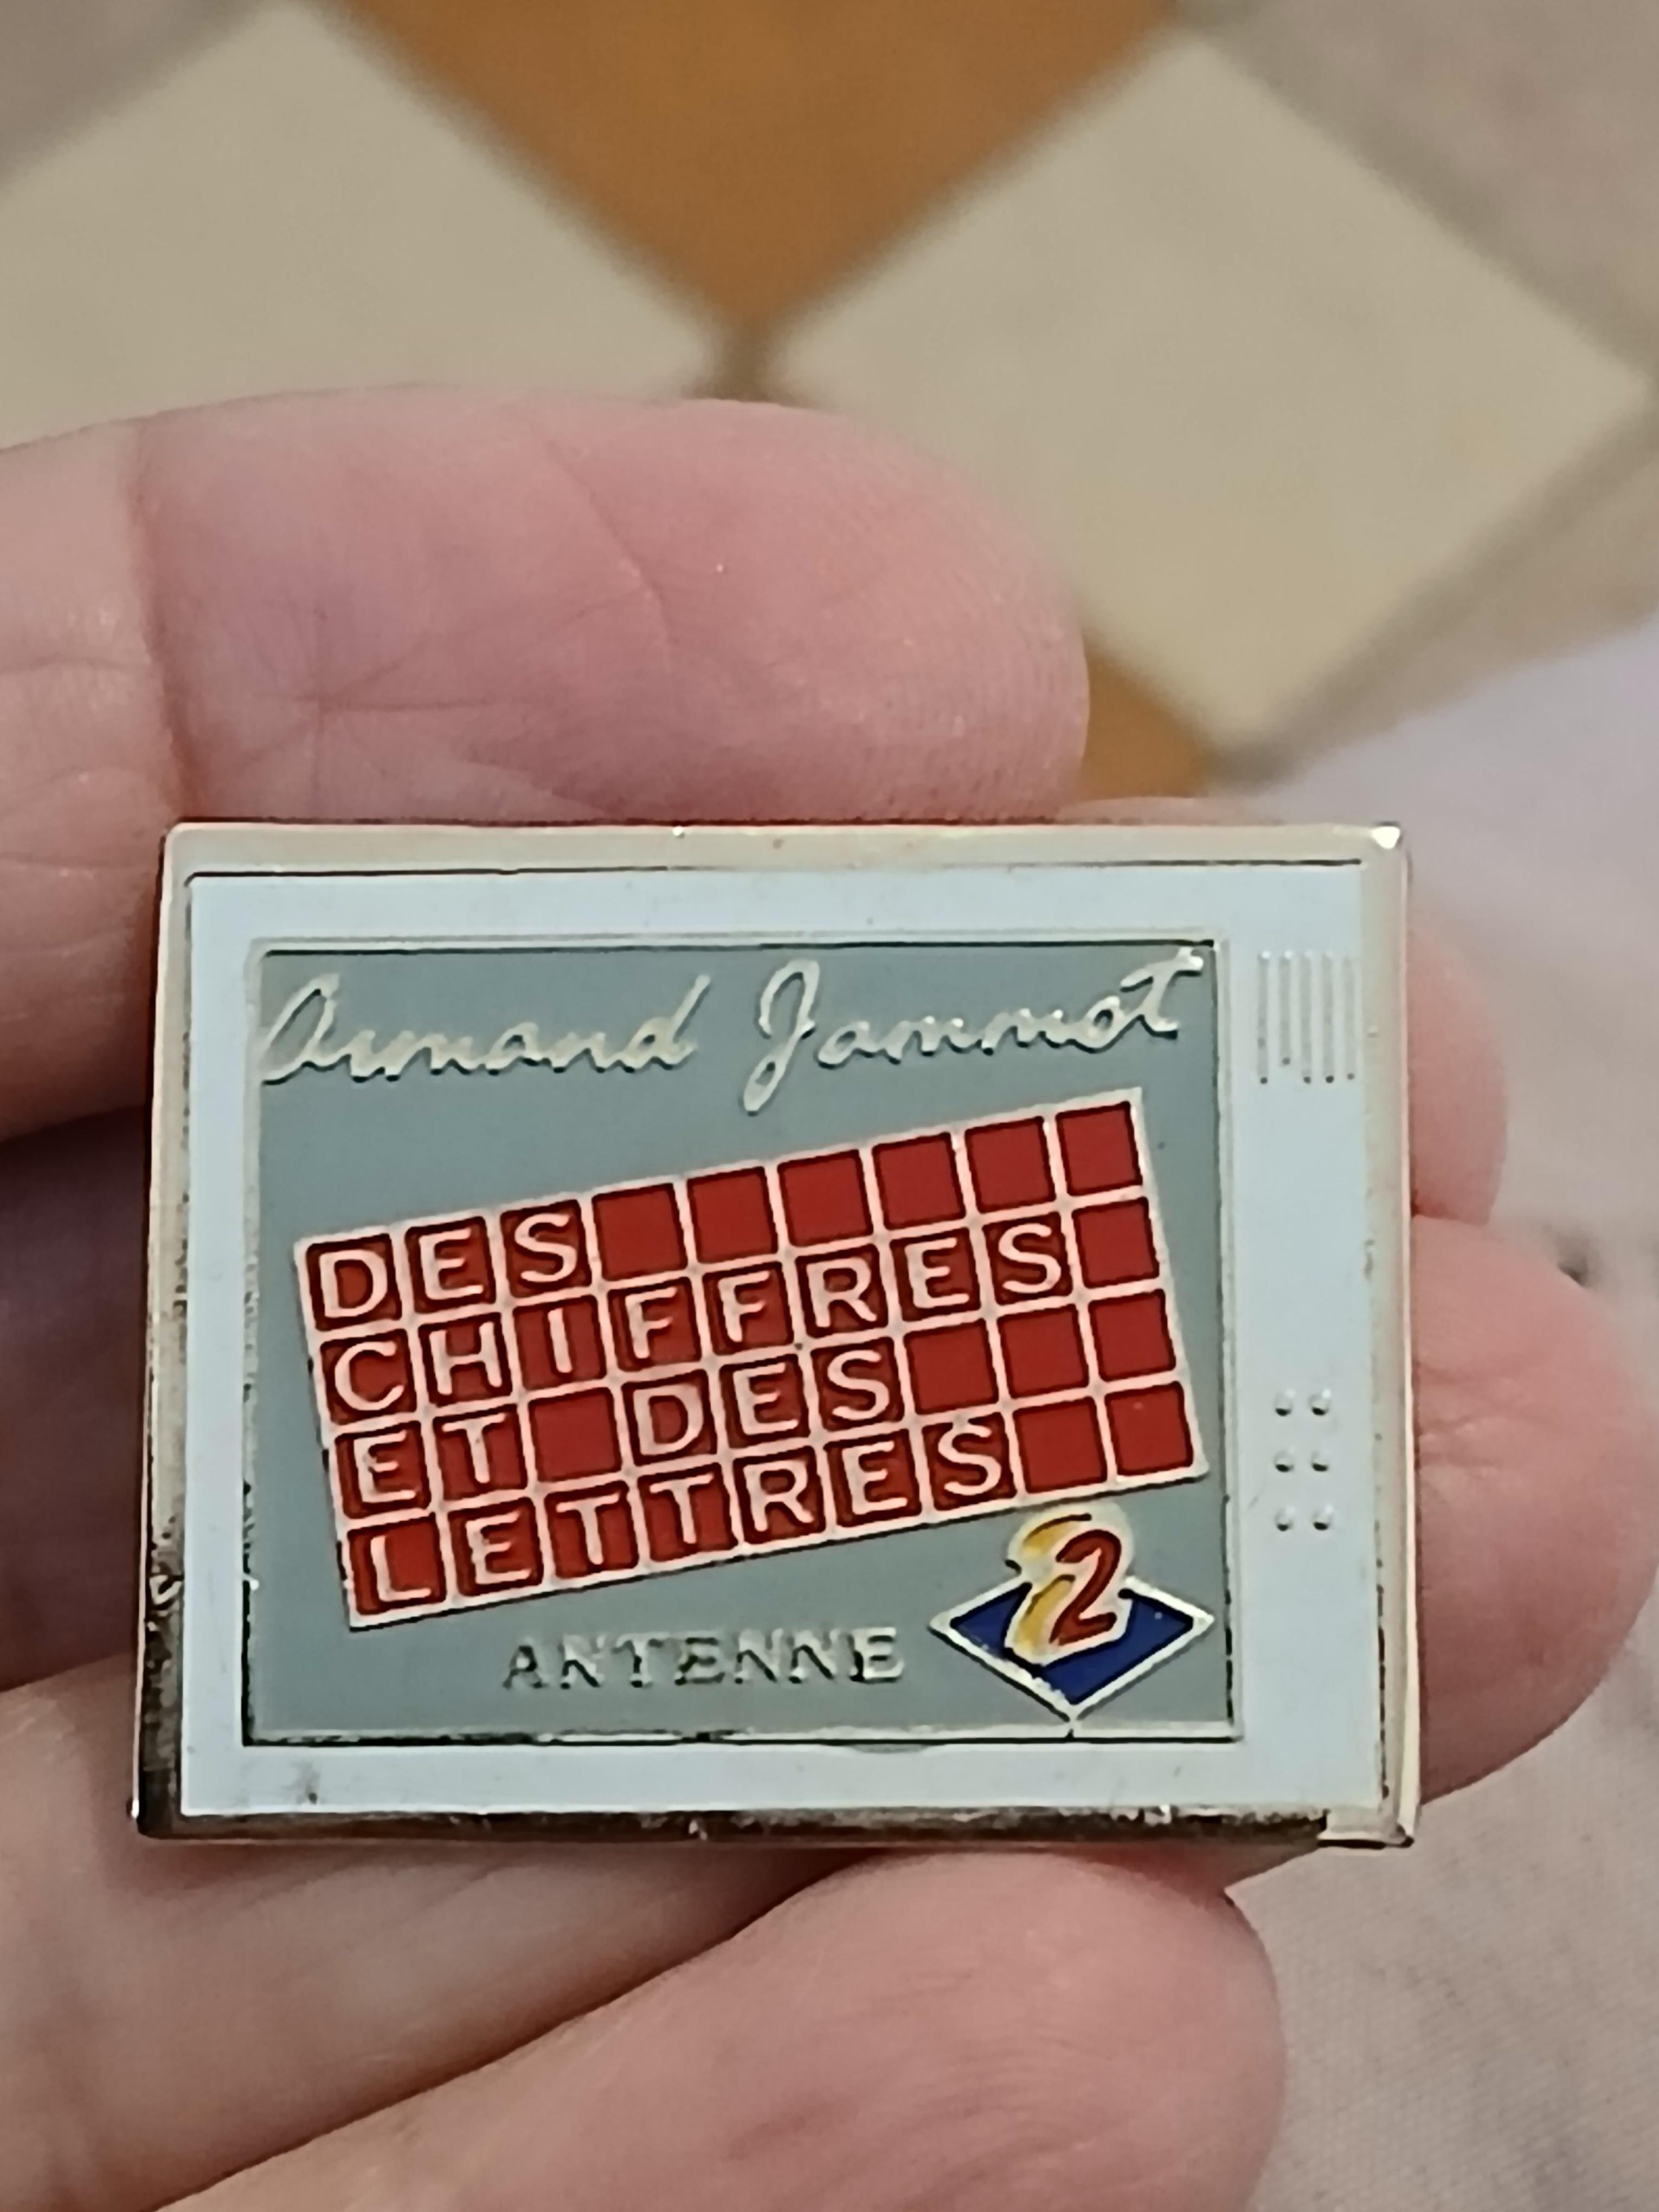 Armand Jammot
DES
CHIFFRES
ET DES
LETTRES
ANTENNE 2